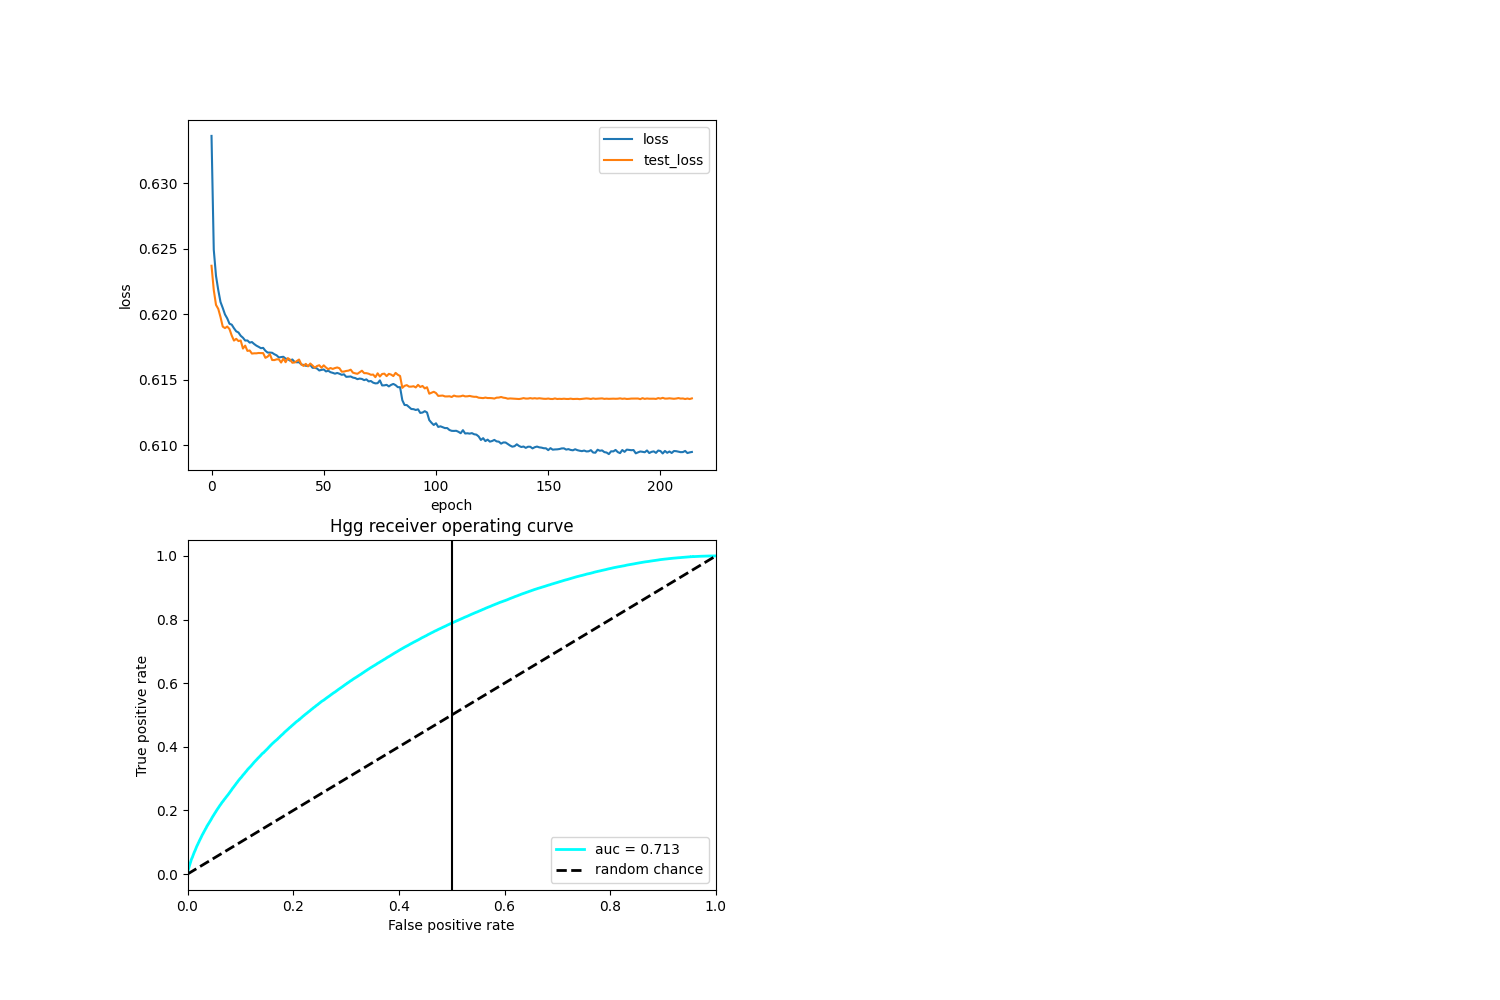 loss
test_loss
0.630
0.625
0.620
0.615
0.610
loss
0 50 100 150 200
epoch
Hgg receiver operating curve
1.0
0.8
0.6
0.4
0.2
0.0
True positive rate
auc = 0.713
random chance
0.0 0.2 0.4 0.6 0.8 1.0
False positive rate